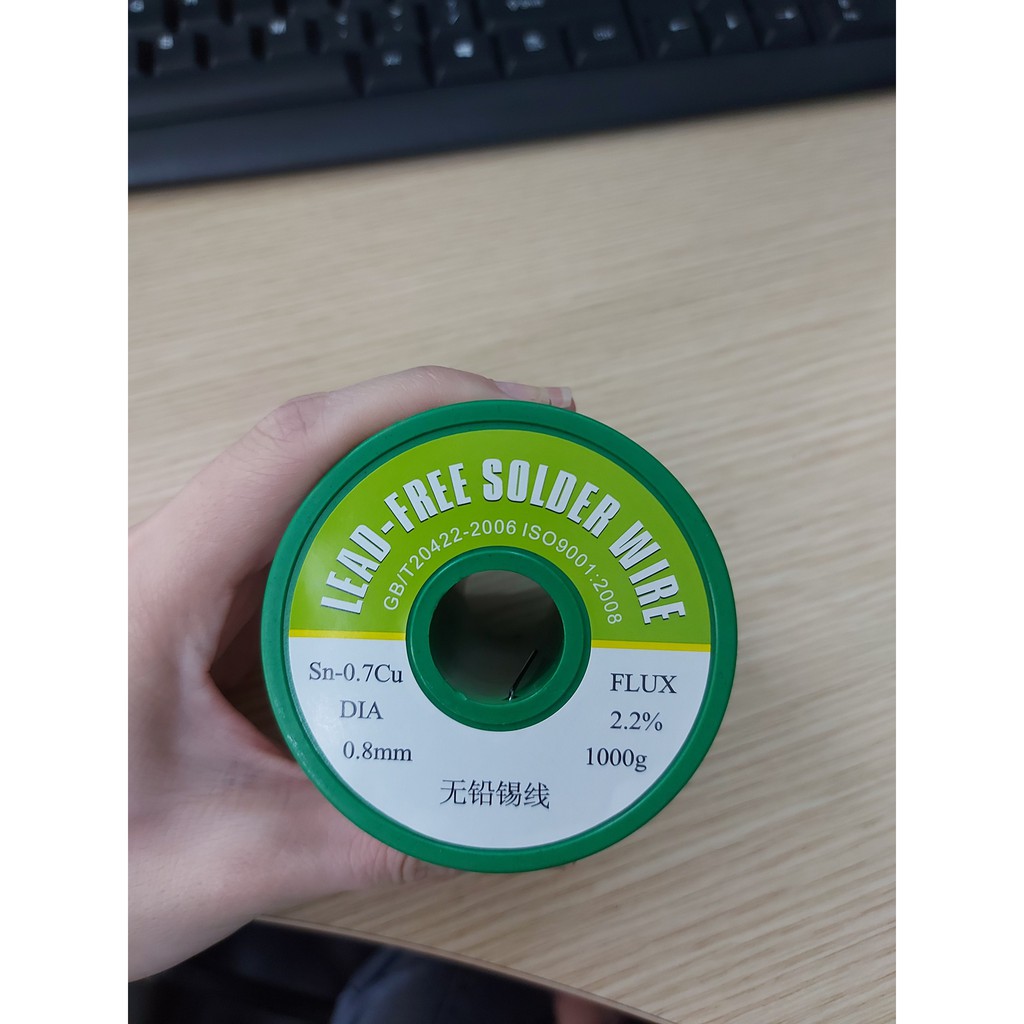 LEAD-FREE SOLDER WIRE
GB/T20422-2006 ISO9001:2008
Sn-0.7Cu
DIA
0.8mm
FLUX
2.2%
1000g
无铅锡线